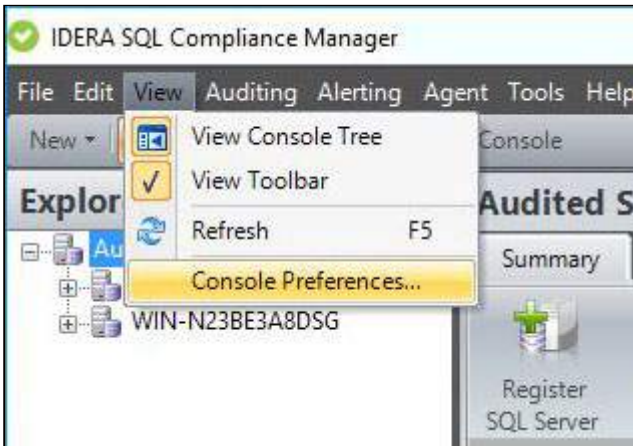 IDERA SQL Compliance Manager
File Edit View Auditing Alerting Agent Tools Help
New Console
View Console Tree
View Toolbar
Refresh F5
Console Preferences...
Explor
Au
WIN-N23BE3A8DSG
Audited S
Summary
Register
SQL Server